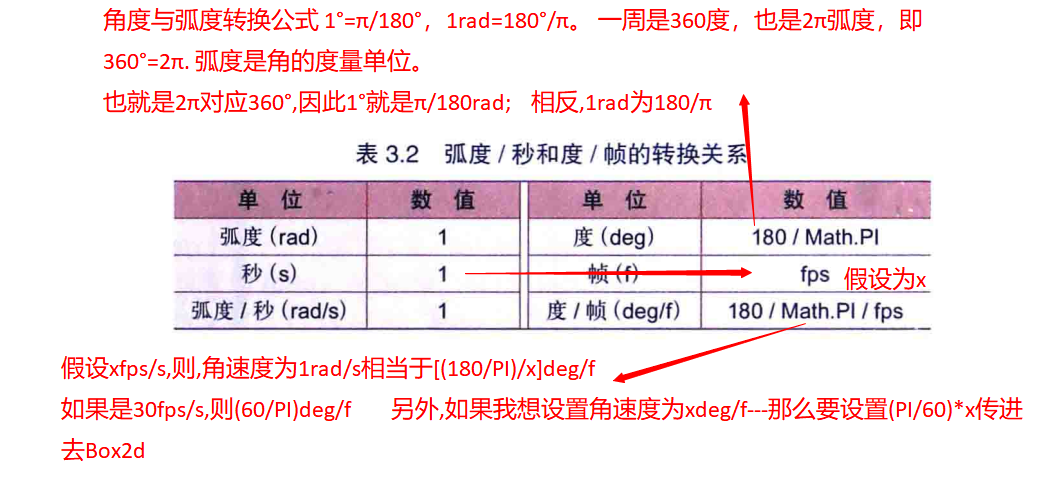 角度与弧度转换公式 1°=π/180°，1rad=180°/π。 一周是360度，也是2π弧度，即
360°=2π. 弧度是角的度量单位。
也就是2π对应360°,因此1°就是π/180rad;   相反,1rad为180/π
表 3.2 弧度 / 秒和度 / 帧的转换关系
单 位 数 值 单 位 数 值
弧度 (rad) 1 度 (deg) 180 / Math.PI
秒 (s) 1 帧 (f) fps 假设为x
弧度 / 秒 (rad/s) 1 度 / 帧 (deg/f) 180 / Math.PI / fps
假设xfps/s,则,角速度为1rad/s相当于[(180/PI)/x]deg/f
如果是30fps/s,则(60/PI)deg/f 另外,如果我想设置角速度为xdeg/f---那么要设置(PI/60)*x传进
去Box2d